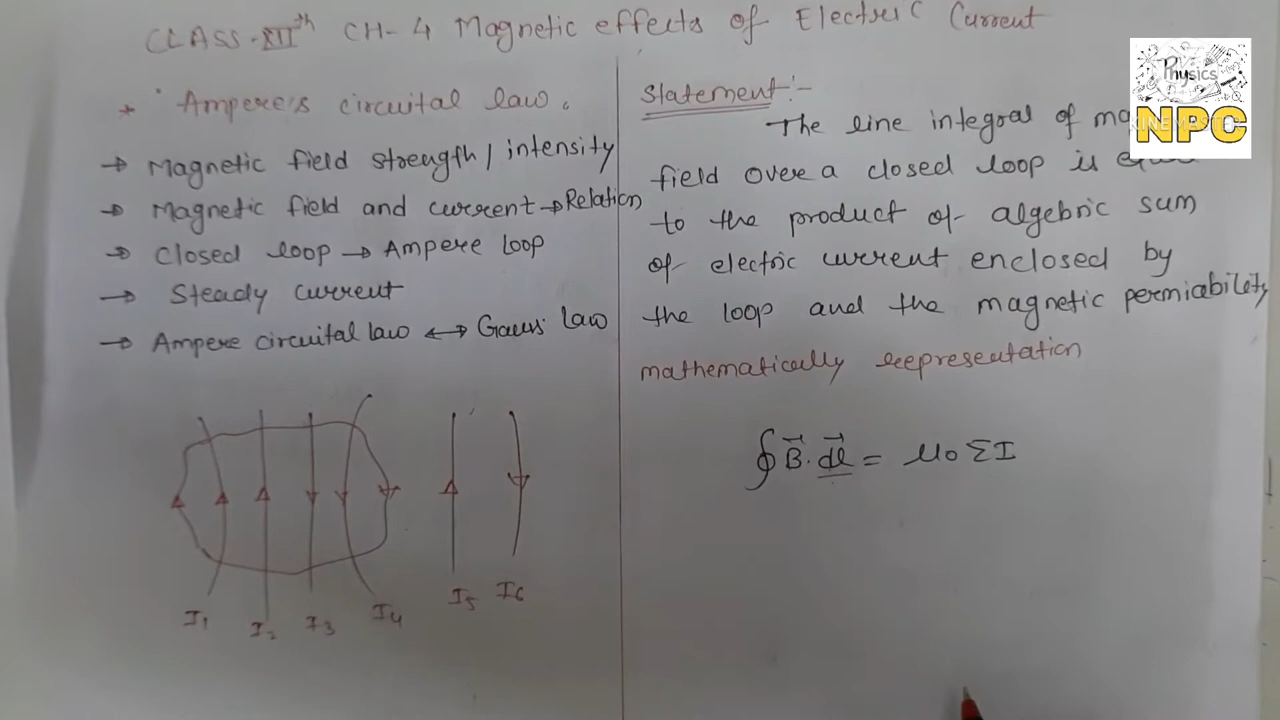 CLASS-XIIth CH-4 Magnetic effects of Electric Current
* Ampere's circuital law.
→ Magnetic field strength / intensity
→ Magnetic field and current → Relation
→ Closed loop → Ampere loop
→ Steady current
→ Ampere circuital law ↔ Gauss law
I1 I2 I3 I4 I5 I6
Statement:-
The line integral of
field over a closed loop is
to the product of algebric sum
of electric current enclosed by
the loop and the magnetic permiability
mathematically representation
∮B⃗.dl⃗ = μ0 ΣI
Physics
NPC